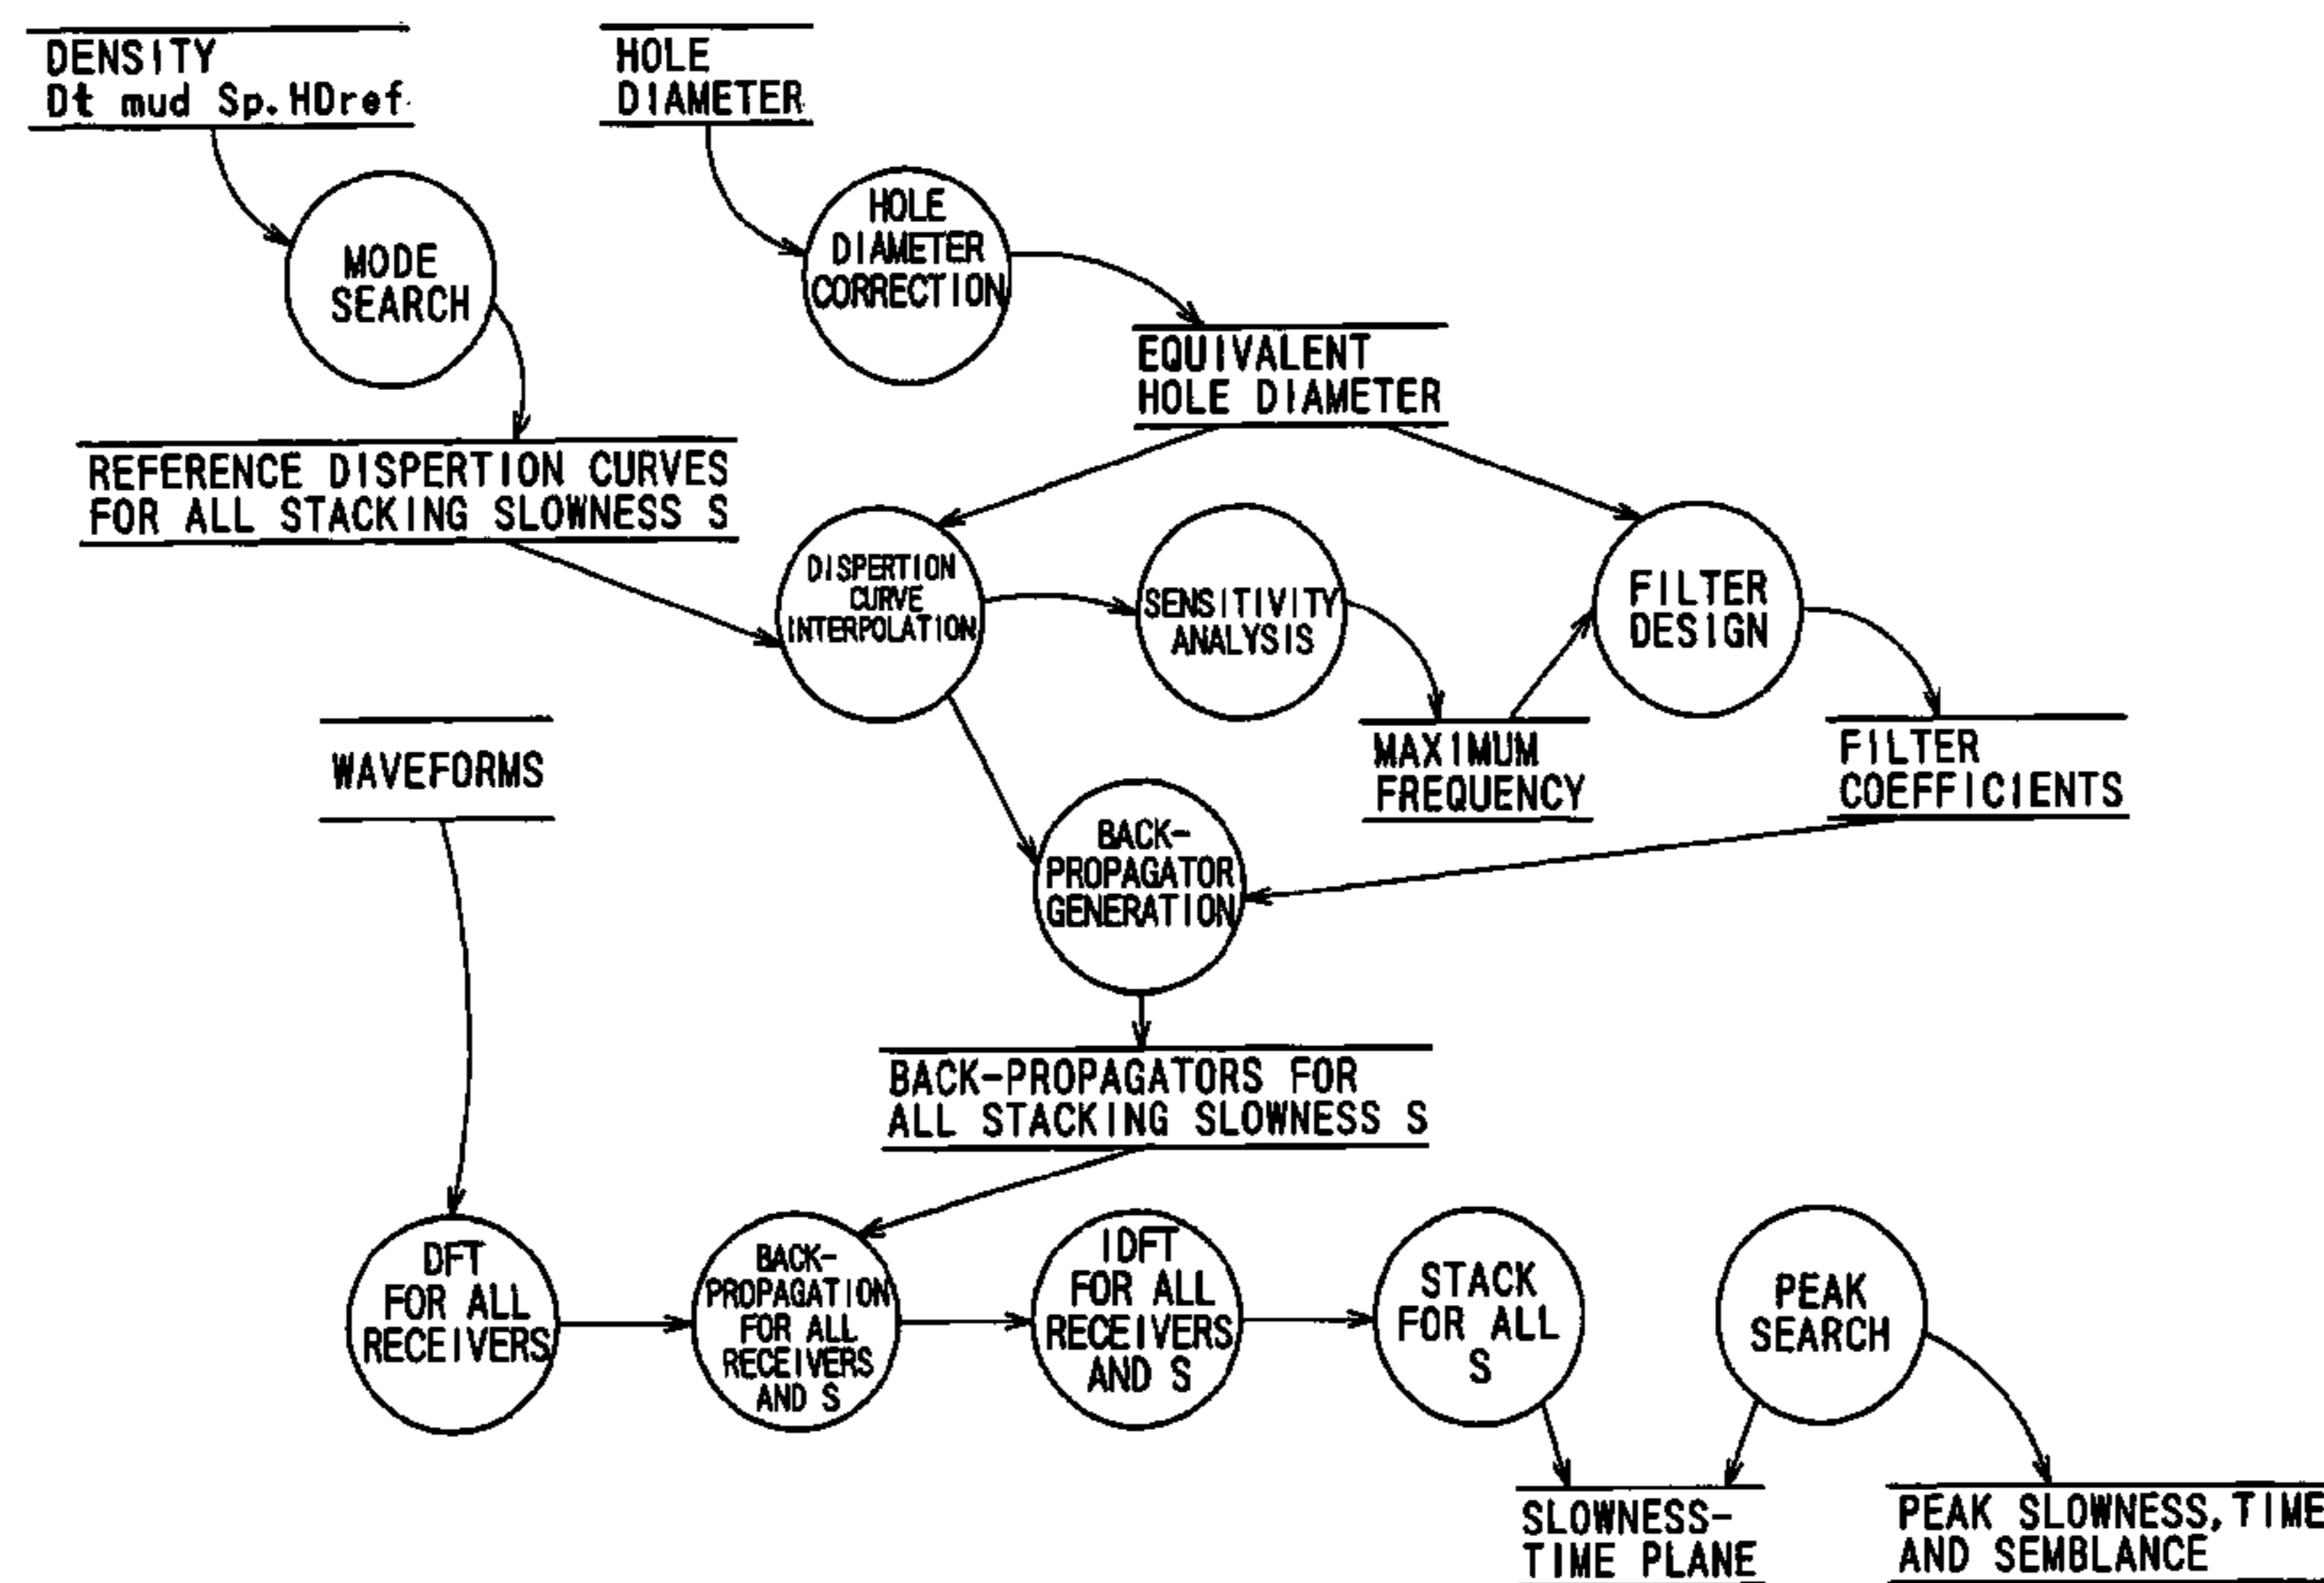 DENSITY
Dt mud Sp.HDref
HOLE
DIAMETER
MODE
SEARCH
HOLE
DIAMETER
CORRECTION
EQUIVALENT
HOLE DIAMETER
REFERENCE DISPERTION CURVES
FOR ALL STACKING SLOWNESS S
DISPERTION
CURVE
INTERPOLATION
SENSITIVITY
ANALYSIS
FILTER
DESIGN
WAVEFORMS
MAXIMUM
FREQUENCY
FILTER
COEFFICIENTS
BACK-
PROPAGATOR
GENERATION
BACK-PROPAGATORS FOR
ALL STACKING SLOWNESS S
DFT
FOR ALL
RECEIVERS
BACK-
PROPAGATION
FOR ALL
RECEIVERS
AND S
IDFT
FOR ALL
RECEIVERS
AND S
STACK
FOR ALL
S
PEAK
SEARCH
SLOWNESS-
TIME PLANE
PEAK SLOWNESS, TIME
AND SEMBLANCE